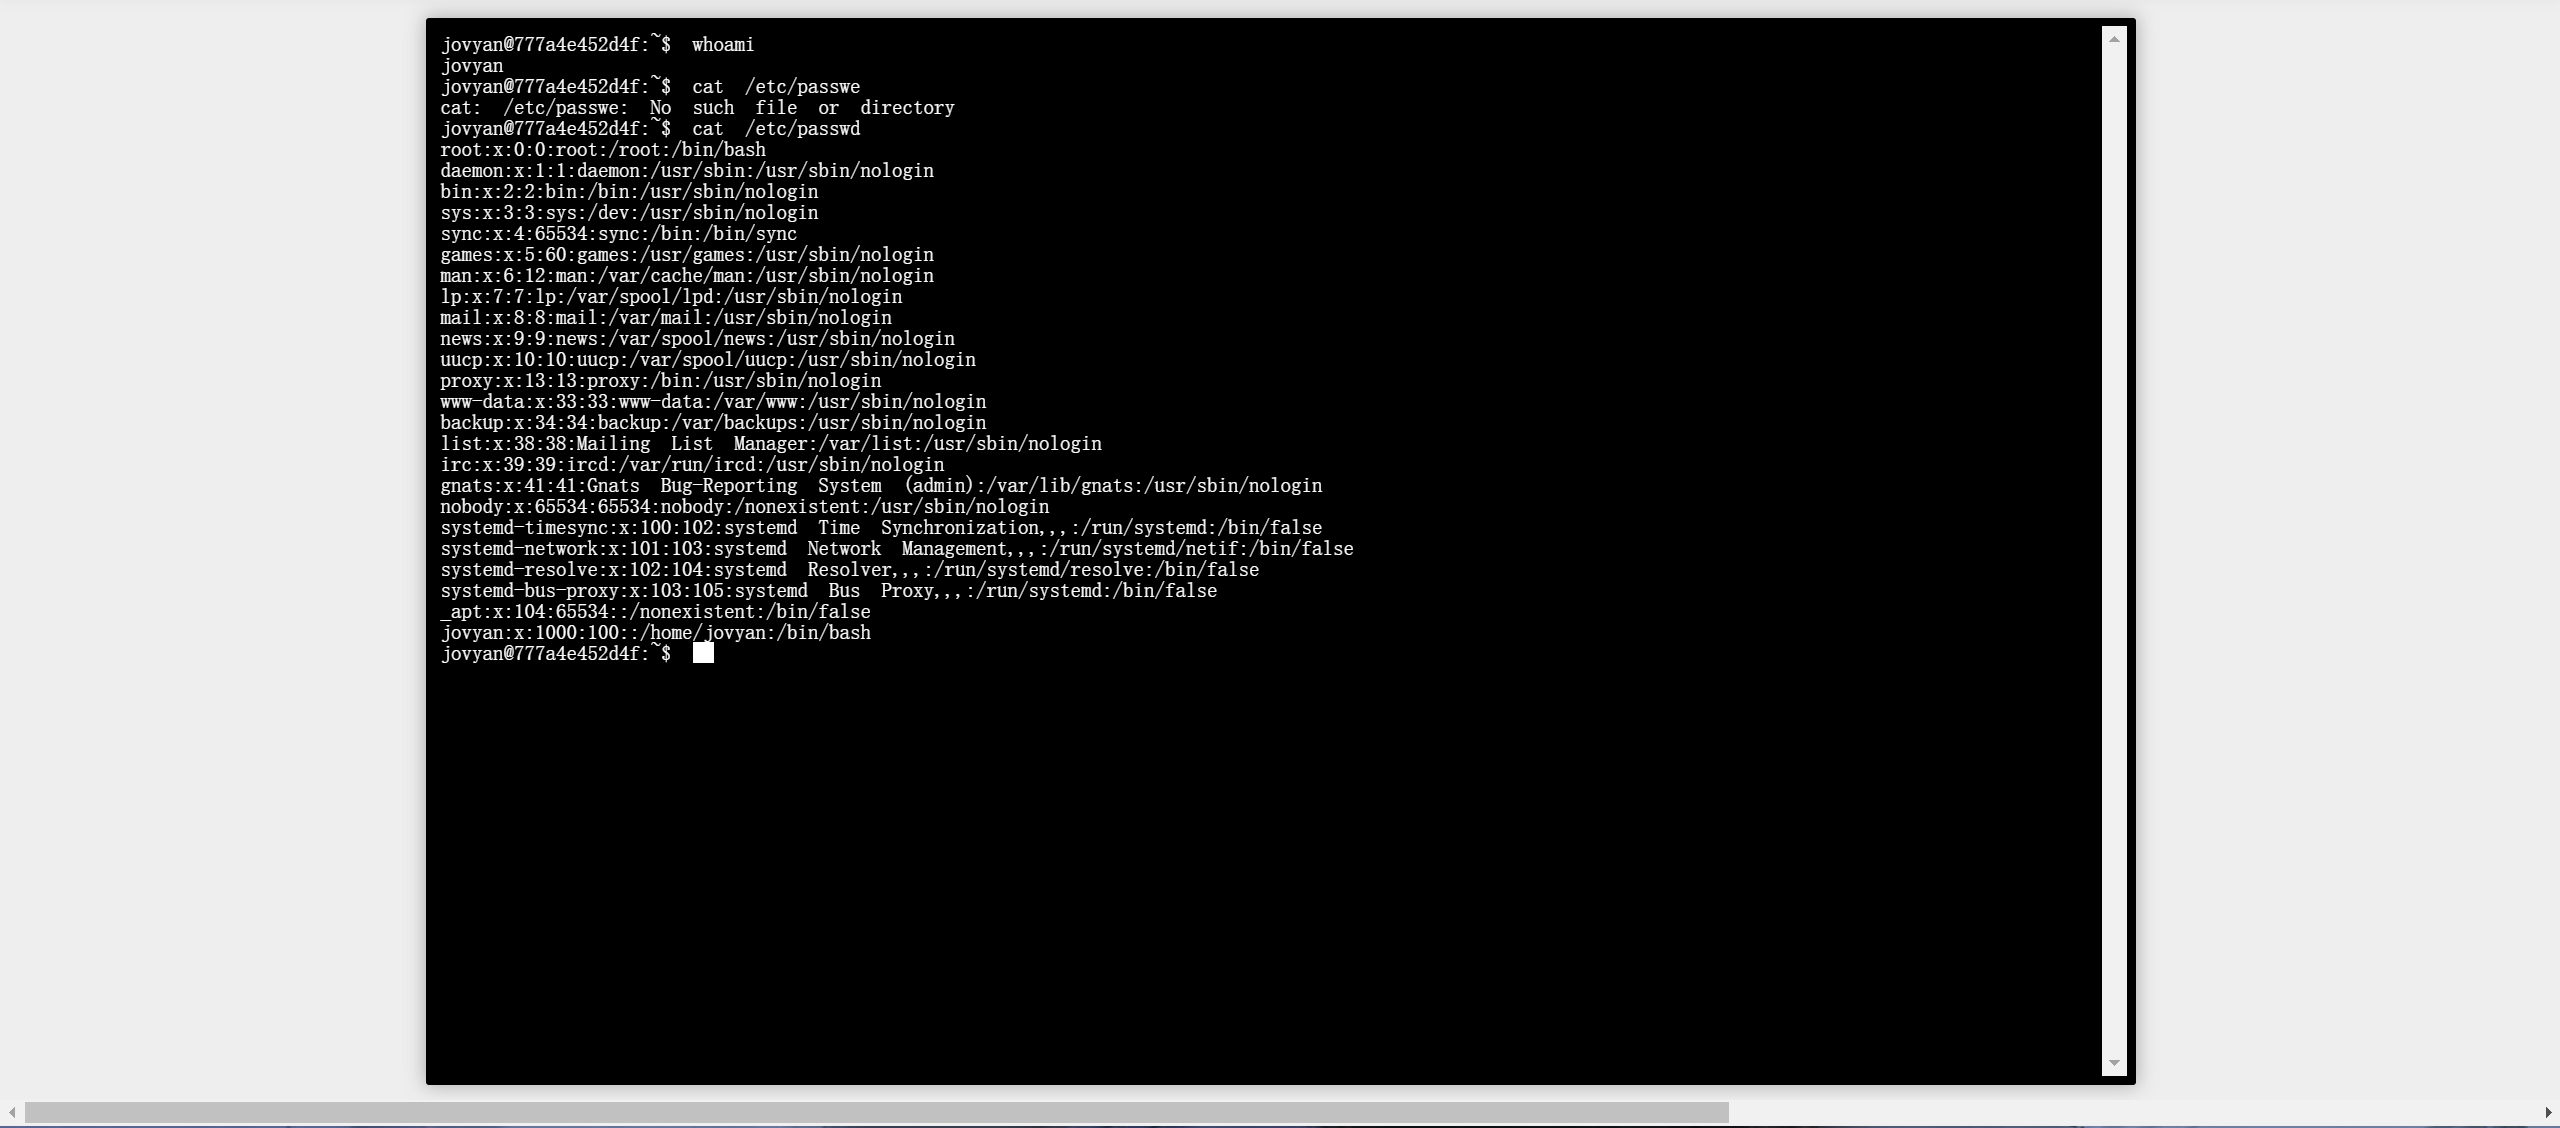 jovyan@777a4e452d4f:~$ whoami
jovyan
jovyan@777a4e452d4f:~$ cat /etc/passwe
cat: /etc/passwe: No such file or directory
jovyan@777a4e452d4f:~$ cat /etc/passwd
root:x:0:0:root:/root:/bin/bash
daemon:x:1:1:daemon:/usr/sbin:/usr/sbin/nologin
bin:x:2:2:bin:/bin:/usr/sbin/nologin
sys:x:3:3:sys:/dev:/usr/sbin/nologin
sync:x:4:65534:sync:/bin:/bin/sync
games:x:5:60:games:/usr/games:/usr/sbin/nologin
man:x:6:12:man:/var/cache/man:/usr/sbin/nologin
lp:x:7:7:lp:/var/spool/lpd:/usr/sbin/nologin
mail:x:8:8:mail:/var/mail:/usr/sbin/nologin
news:x:9:9:news:/var/spool/news:/usr/sbin/nologin
uucp:x:10:10:uucp:/var/spool/uucp:/usr/sbin/nologin
proxy:x:13:13:proxy:/bin:/usr/sbin/nologin
www-data:x:33:33:www-data:/var/www:/usr/sbin/nologin
backup:x:34:34:backup:/var/backups:/usr/sbin/nologin
list:x:38:38:Mailing List Manager:/var/list:/usr/sbin/nologin
irc:x:39:39:ircd:/var/run/ircd:/usr/sbin/nologin
gnats:x:41:41:Gnats Bug-Reporting System (admin):/var/lib/gnats:/usr/sbin/nologin
nobody:x:65534:65534:nobody:/nonexistent:/usr/sbin/nologin
systemd-timesync:x:100:102:systemd Time Synchronization,,,:/run/systemd:/bin/false
systemd-network:x:101:103:systemd Network Management,,,:/run/systemd/netif:/bin/false
systemd-resolve:x:102:104:systemd Resolver,,,:/run/systemd/resolve:/bin/false
systemd-bus-proxy:x:103:105:systemd Bus Proxy,,,:/run/systemd:/bin/false
_apt:x:104:65534::/nonexistent:/bin/false
jovyan:x:1000:100::/home/jovyan:/bin/bash
jovyan@777a4e452d4f:~$